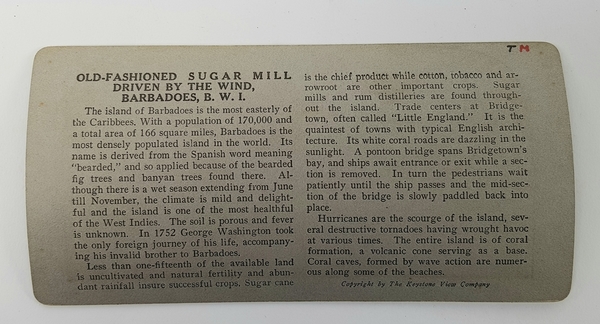 T M
OLD-FASHIONED SUGAR MILL
DRIVEN BY THE WIND,
BARBADOES, B. W. I.
The island of Barbadoes is the most easterly of
the Caribbees. With a population of 170,000 and
a total area of 166 square miles, Barbadoes is the
most densely populated island in the world. Its
name is derived from the Spanish word meaning
"bearded," and so applied because of the bearded
fig trees and banyan trees found there. Al-
though there is a wet season extending from June
till November, the climate is mild and delight-
ful and the island is one of the most healthful
of the West Indies. The soil is porous and fever
is unknown. In 1752 George Washington took
the only foreign journey of his life, accompany-
ing his invalid brother to Barbadoes.
Less than one-fifteenth of the available land
is uncultivated and natural fertility and abun-
dant rainfall insure successful crops. Sugar cane
is the chief product while cotton, tobacco and ar-
rowroot are other important crops. Sugar
mills and rum distilleries are found through-
out the island. Trade centers at Bridge-
town, often called "Little England." It is the
quaintest of towns with typical English archi-
tecture. Its white coral roads are dazzling in the
sunlight. A pontoon bridge spans Bridgetown's
bay, and ships await entrance or exit while a sec-
tion is removed. In turn the pedestrians wait
patiently until the ship passes and the mid-sec-
tion of the bridge is slowly paddled back into
place.
Hurricanes are the scourge of the island, sev-
eral destructive tornadoes having wrought havoc
at various times. The entire island is of coral
formation, a volcanic cone serving as a base.
Coral caves, formed by wave action are numer-
ous along some of the beaches.
Copyright by The Keystone View Company